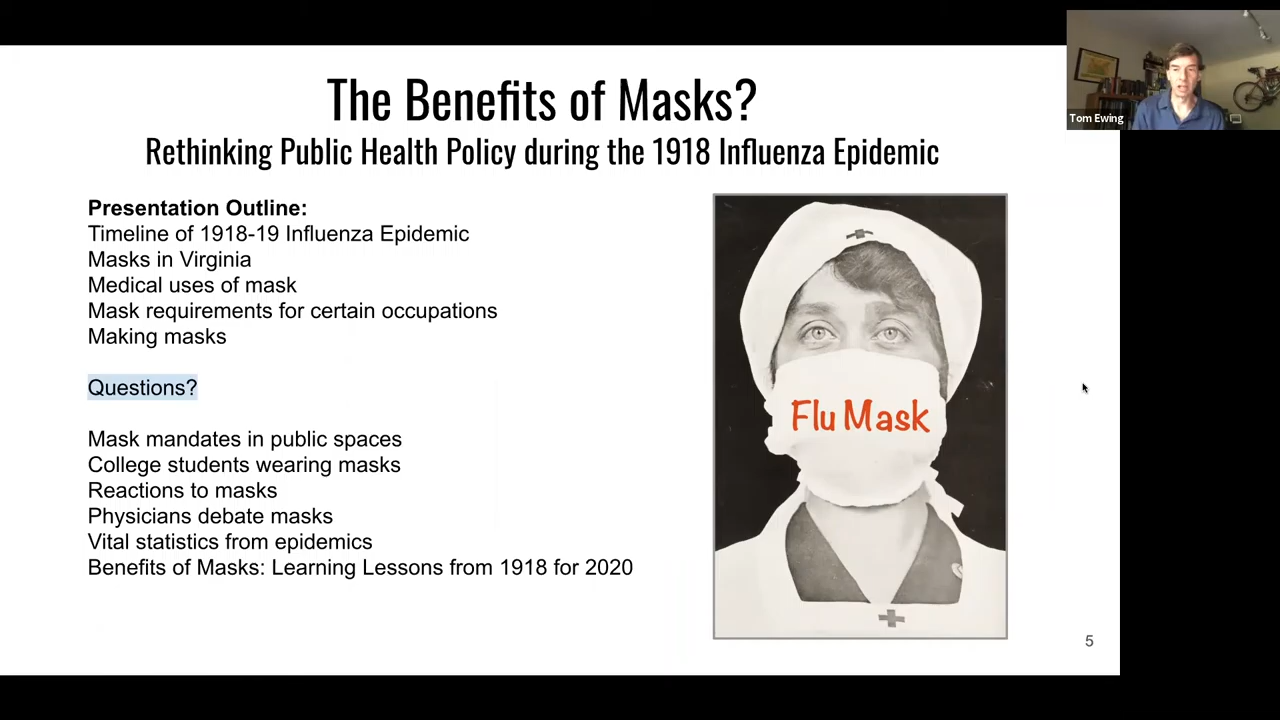 The Benefits of Masks?
Rethinking Public Health Policy during the 1918 Influenza Epidemic
Presentation Outline:
Timeline of 1918-19 Influenza Epidemic
Masks in Virginia
Medical uses of mask
Mask requirements for certain occupations
Making masks
Questions?
Mask mandates in public spaces
College students wearing masks
Reactions to masks
Physicians debate masks
Vital statistics from epidemics
Benefits of Masks: Learning Lessons from 1918 for 2020
Flu Mask
5
Tom Ewing